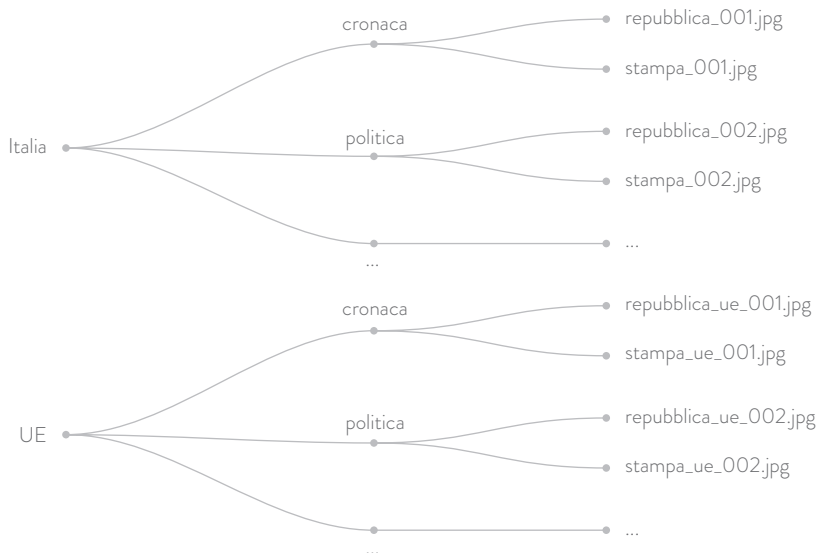 Italia
cronaca
repubblica_001.jpg
stampa_001.jpg
politica
repubblica_002.jpg
stampa_002.jpg
...
...
UE
cronaca
repubblica_ue_001.jpg
stampa_ue_001.jpg
politica
repubblica_ue_002.jpg
stampa_ue_002.jpg
...
...